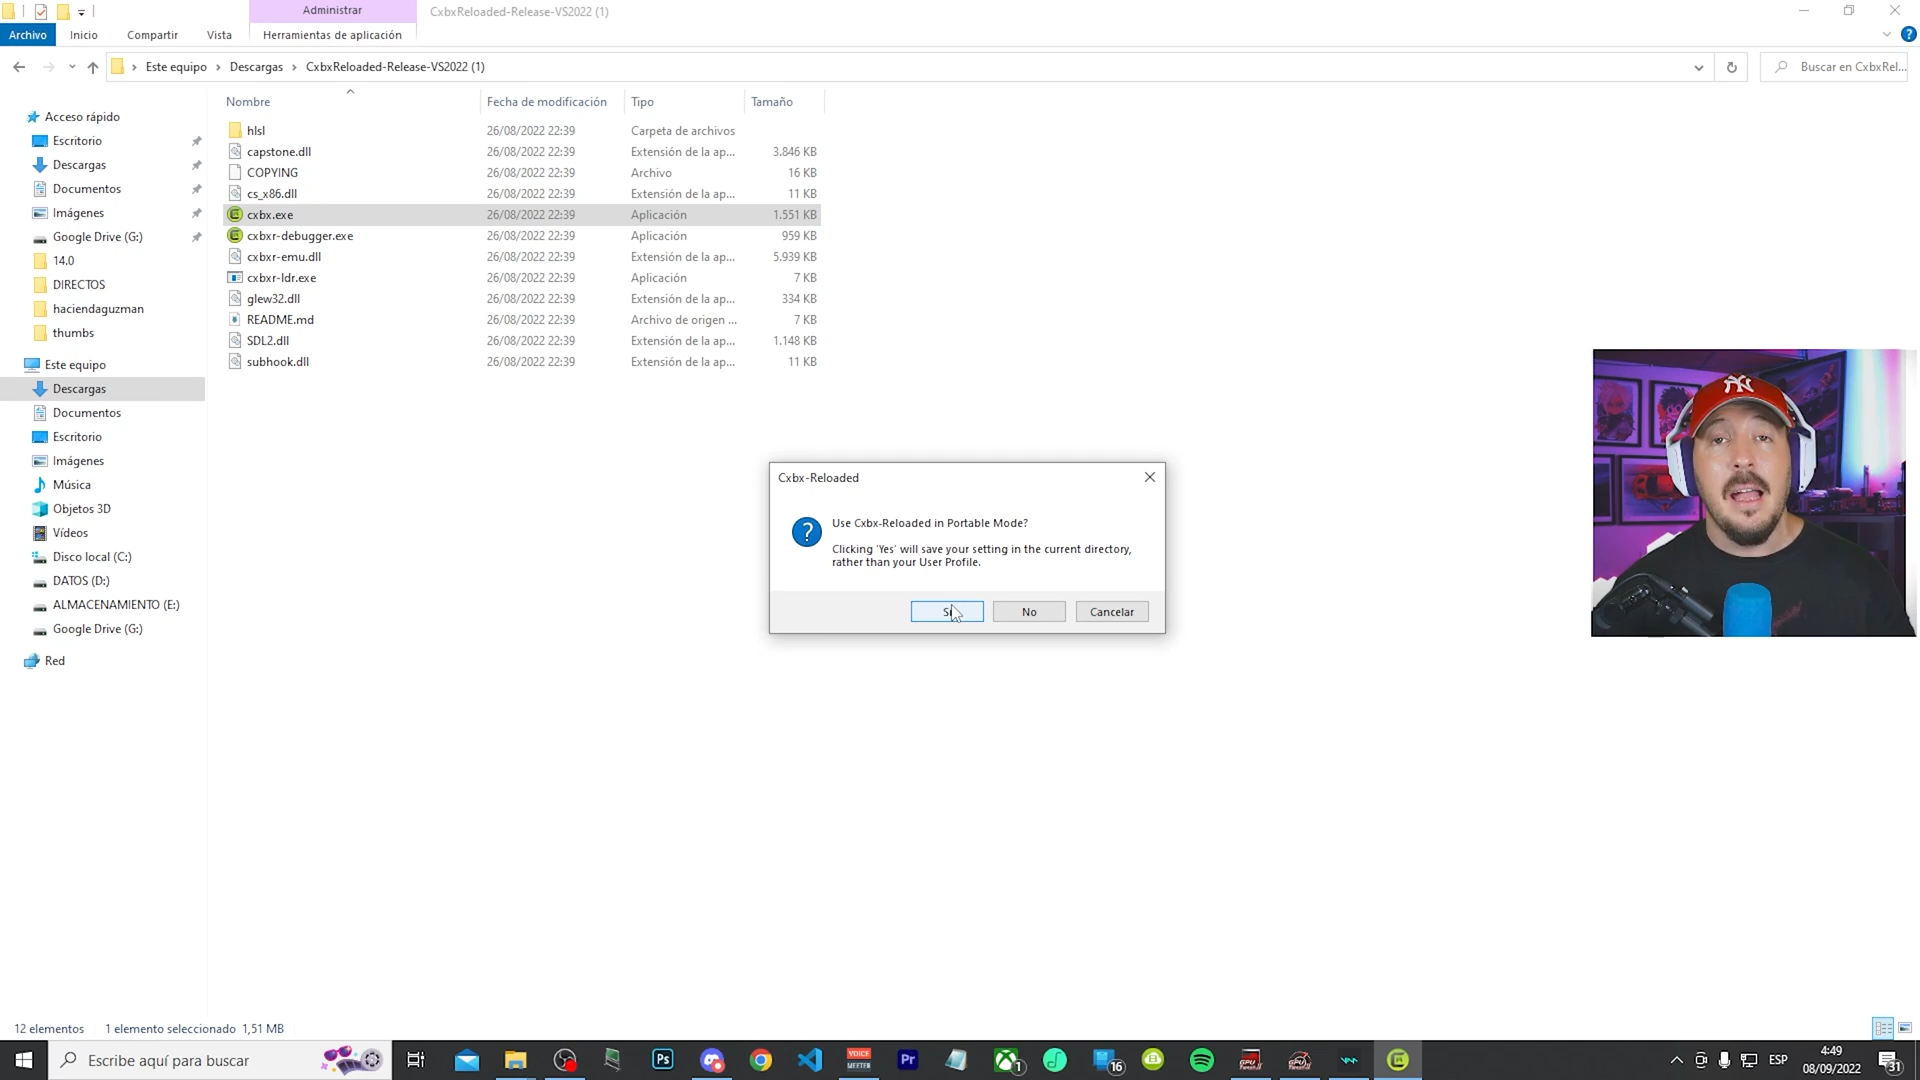 Administrar
CxbxReloaded-Release-VS2022 (1)
Archivo
Inicio
Compartir
Vista
Herramientas de aplicación
Este equipo
Descargas
CxbxReloaded-Release-VS2022 (1)
Buscar en CxbxRel...
Nombre
Fecha de modificación
Tipo
Tamaño
hlsl 26/08/2022 22:39 Carpeta de archivos
capstone.dll 26/08/2022 22:39 Extensión de la ap... 3.846 KB
COPYING 26/08/2022 22:39 Archivo 16 KB
cs_x86.dll 26/08/2022 22:39 Extensión de la ap... 11 KB
cxbx.exe 26/08/2022 22:39 Aplicación 1.551 KB
cxbxr-debugger.exe 26/08/2022 22:39 Aplicación 959 KB
cxbxr-emu.dll 26/08/2022 22:39 Extensión de la ap... 5.939 KB
cxbxr-ldr.exe 26/08/2022 22:39 Aplicación 7 KB
glew32.dll 26/08/2022 22:39 Extensión de la ap... 334 KB
README.md 26/08/2022 22:39 Archivo de origen ... 7 KB
SDL2.dll 26/08/2022 22:39 Extensión de la ap... 1.148 KB
subhook.dll 26/08/2022 22:39 Extensión de la ap... 11 KB
Acceso rápido
Escritorio
Descargas
Documentos
Imágenes
Google Drive (G:)
14.0
DIRECTOS
haciendaguzman
thumbs
Este equipo
Descargas
Documentos
Escritorio
Imágenes
Música
Objetos 3D
Vídeos
Disco local (C:)
DATOS (D:)
ALMACENAMIENTO (E:)
Google Drive (G:)
Red
Cxbx-Reloaded
Use Cxbx-Reloaded in Portable Mode?
Clicking 'Yes' will save your setting in the current directory,
rather than your User Profile.
Sí
No
Cancelar
NY
12 elementos
1 elemento seleccionado 1,51 MB
Escribe aquí para buscar
Ps
VOICE
MEETER
Pr
1
16
GPU
ESP
4:49
08/09/2022
31